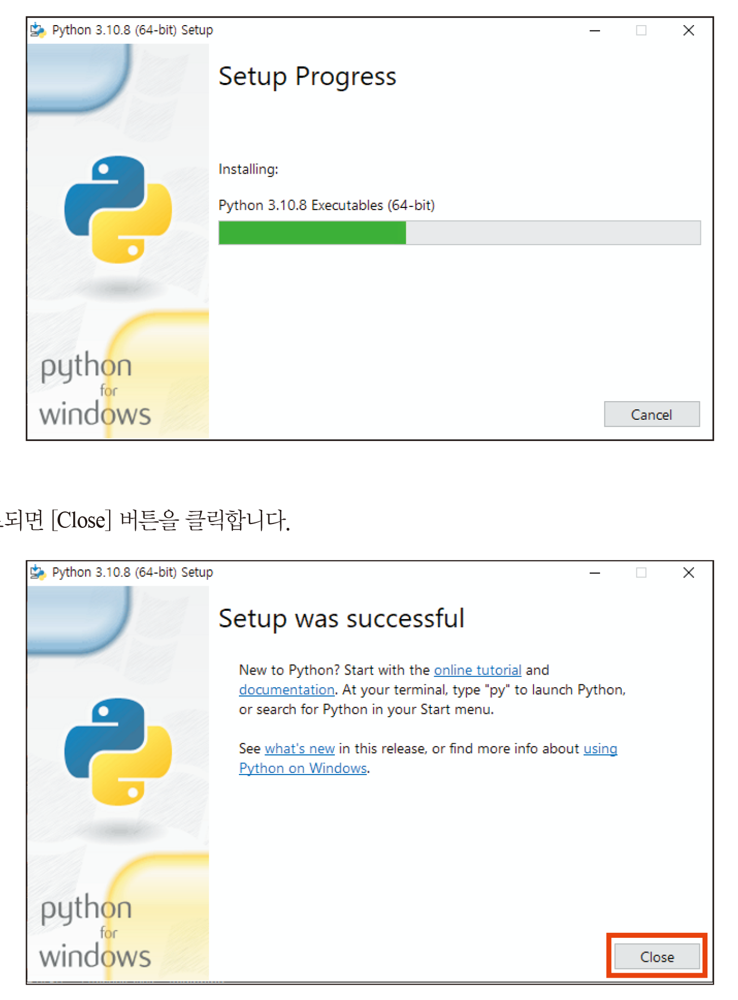 Python 3.10.8 (64-bit) Setup
Setup Progress
Installing:
Python 3.10.8 Executables (64-bit)
python
for
windows
Cancel
되면 [Close] 버튼을 클릭합니다.
Python 3.10.8 (64-bit) Setup
Setup was successful
New to Python? Start with the online tutorial and
documentation. At your terminal, type "py" to launch Python,
or search for Python in your Start menu.
See what's new in this release, or find more info about using
Python on Windows.
python
for
windows
Close